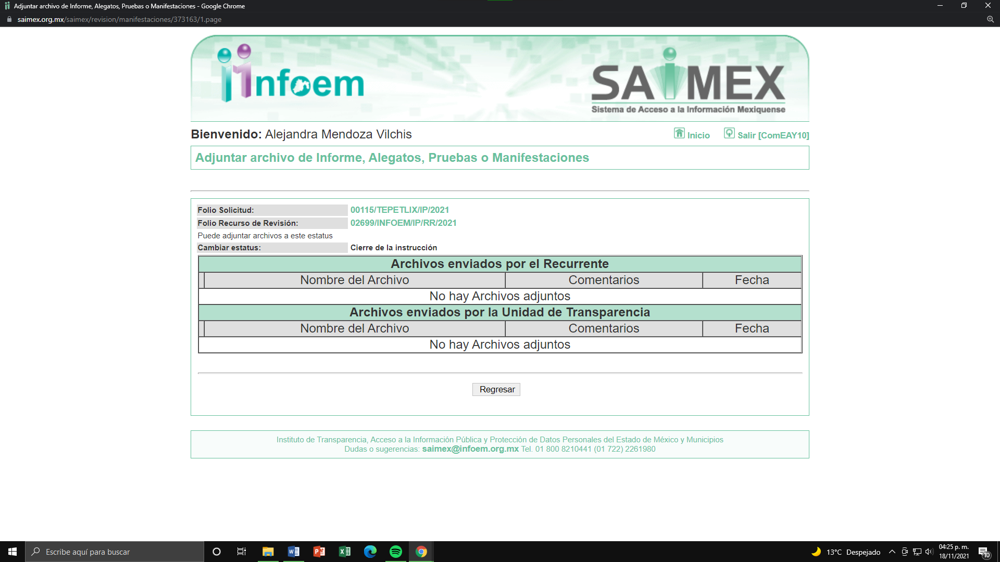 Adjuntar archivo de Informe, Alegatos, Pruebas o Manifestaciones - Google Chrome
saimex.org.mx/saimex/revision/manifestaciones/373163/1.page
infoem
SAIMEX
Sistema de Acceso a la Información Mexiquense
Bienvenido: Alejandra Mendoza Vilchis
Inicio
Salir [ComEAY10]
Adjuntar archivo de Informe, Alegatos, Pruebas o Manifestaciones
Folio Solicitud: 00115/TEPETLIX/IP/2021
Folio Recurso de Revisión: 02699/INFOEM/IP/RR/2021
Puede adjuntar archivos a este estatus
Cambiar estatus: Cierre de la instrucción
Archivos enviados por el Recurrente
Nombre del Archivo Comentarios Fecha
No hay Archivos adjuntos
Archivos enviados por la Unidad de Transparencia
Nombre del Archivo Comentarios Fecha
No hay Archivos adjuntos
Regresar
Instituto de Transparencia, Acceso a la Información Pública y Protección de Datos Personales del Estado de México y Municipios
Dudas o sugerencias: saimex@infoem.org.mx Tel. 01 800 8210441 (01 722) 2261980
Escribe aquí para buscar
13°C Despejado
04:25 p. m.
18/11/2021
10